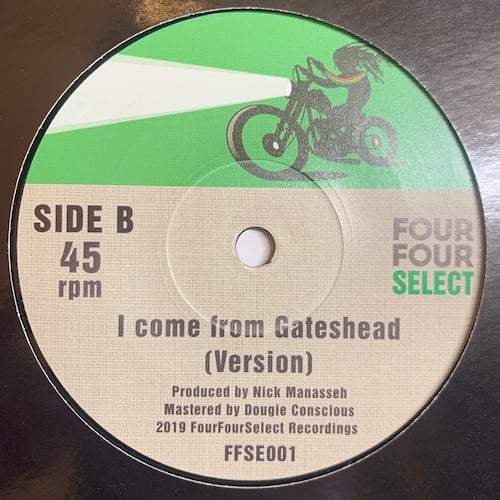 SIDE B
45
rpm
FOUR
FOUR
SELECT
I come from Gateshead
(Version)
Produced by Nick Manasseh
Mastered by Dougie Conscious
2019 FourFourSelect Recordings
FFSE001